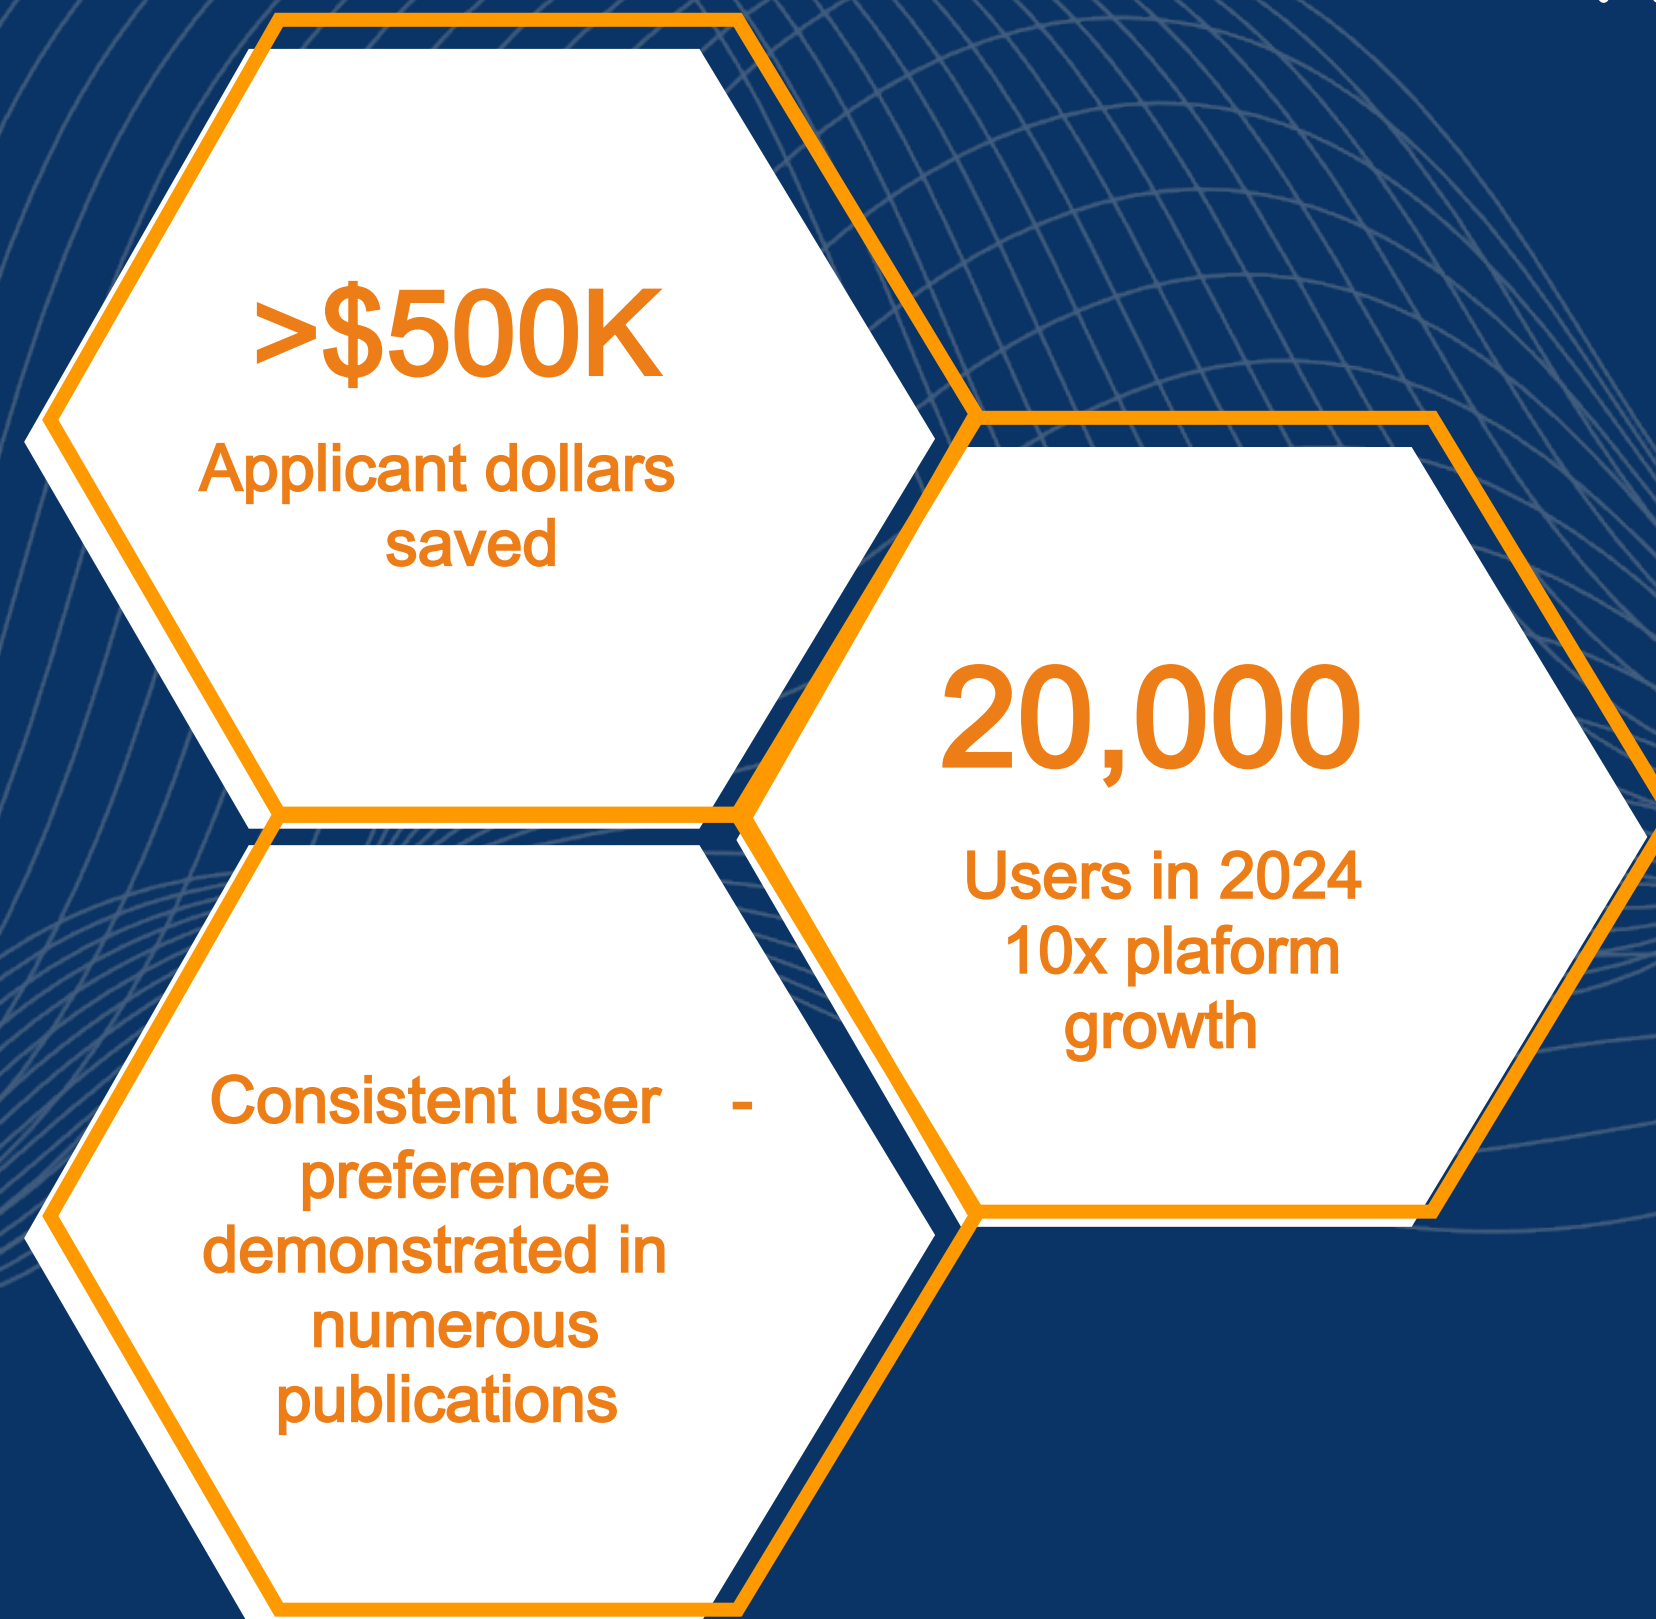 >$500K
Applicant dollars
saved
20,000
Users in 2024
10x plaform
growth
Consistent user -
preference
demonstrated in
numerous
publications